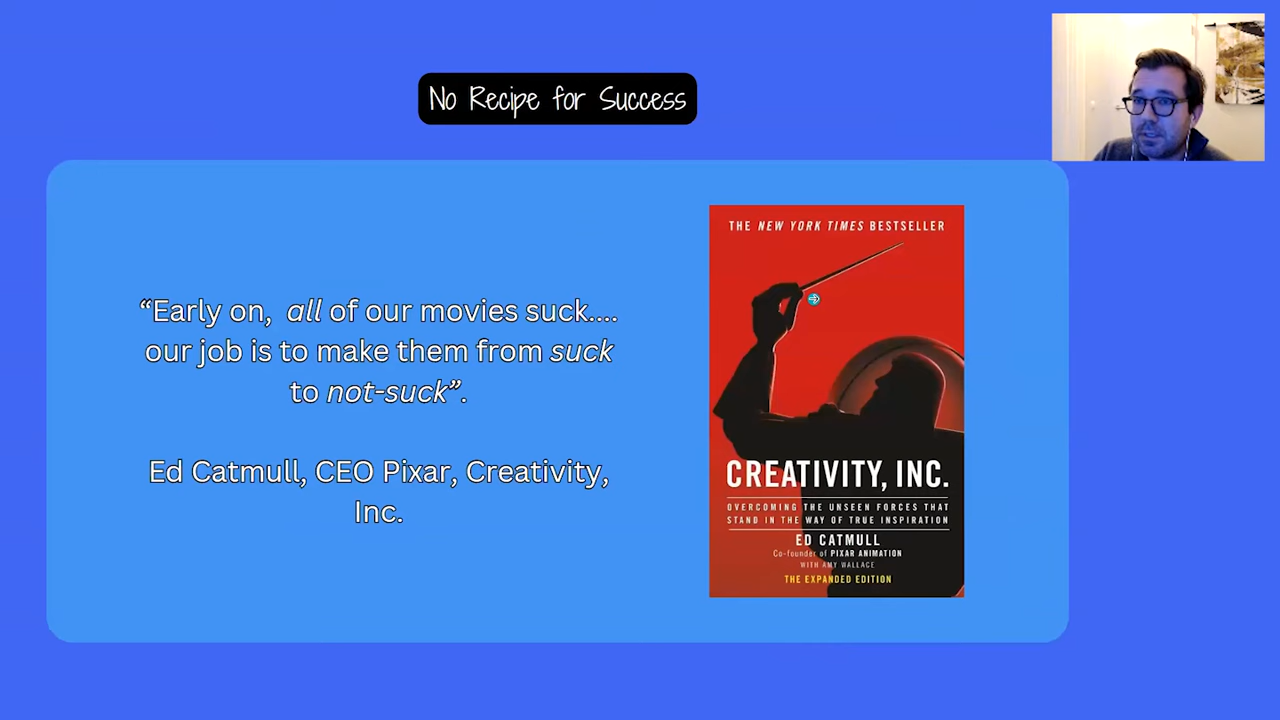 No Recipe for Success
“Early on,  all of our movies suck....
our job is to make them from suck
to not-suck”.
Ed Catmull, CEO Pixar, Creativity,
Inc.
THE NEW YORK TIMES BESTSELLER
CREATIVITY, INC.
OVERCOMING THE UNSEEN FORCES THAT
STAND IN THE WAY OF TRUE INSPIRATION
ED CATMULL
Co-founder of PIXAR ANIMATION
WITH AMY WALLACE
THE EXPANDED EDITION